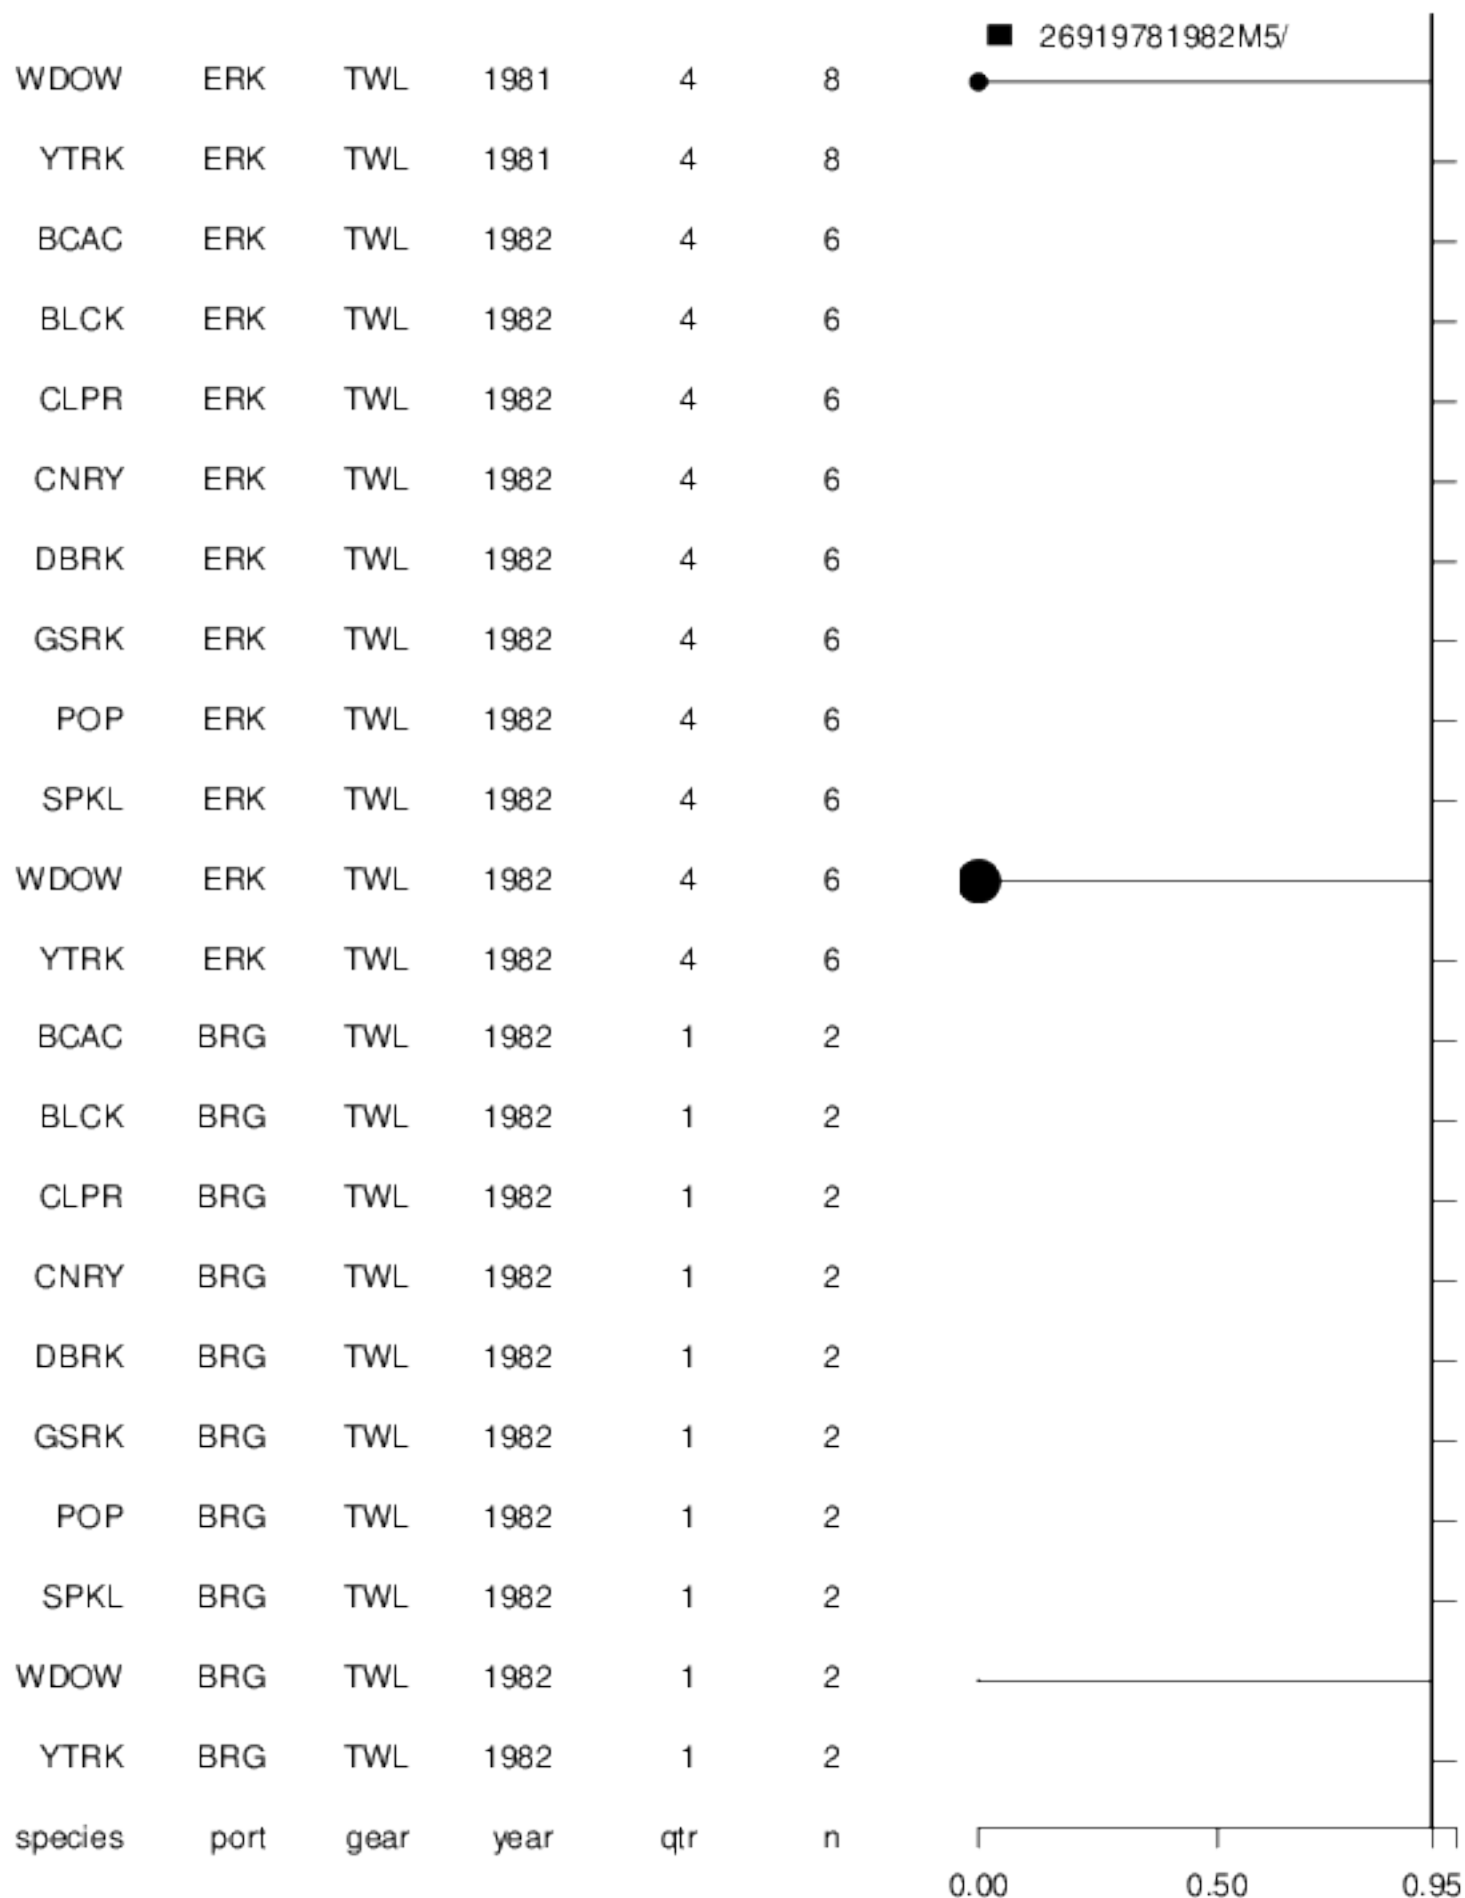 26919781982M5/
WDOW ERK TWL 1981 4 8
YTRK ERK TWL 1981 4 8
BCAC ERK TWL 1982 4 6
BLCK ERK TWL 1982 4 6
CLPR ERK TWL 1982 4 6
CNRY ERK TWL 1982 4 6
DBRK ERK TWL 1982 4 6
GSRK ERK TWL 1982 4 6
POP ERK TWL 1982 4 6
SPKL ERK TWL 1982 4 6
WDOW ERK TWL 1982 4 6
YTRK ERK TWL 1982 4 6
BCAC BRG TWL 1982 1 2
BLCK BRG TWL 1982 1 2
CLPR BRG TWL 1982 1 2
CNRY BRG TWL 1982 1 2
DBRK BRG TWL 1982 1 2
GSRK BRG TWL 1982 1 2
POP BRG TWL 1982 1 2
SPKL BRG TWL 1982 1 2
WDOW BRG TWL 1982 1 2
YTRK BRG TWL 1982 1 2
species port gear year qtr n
0.00 0.50 0.95